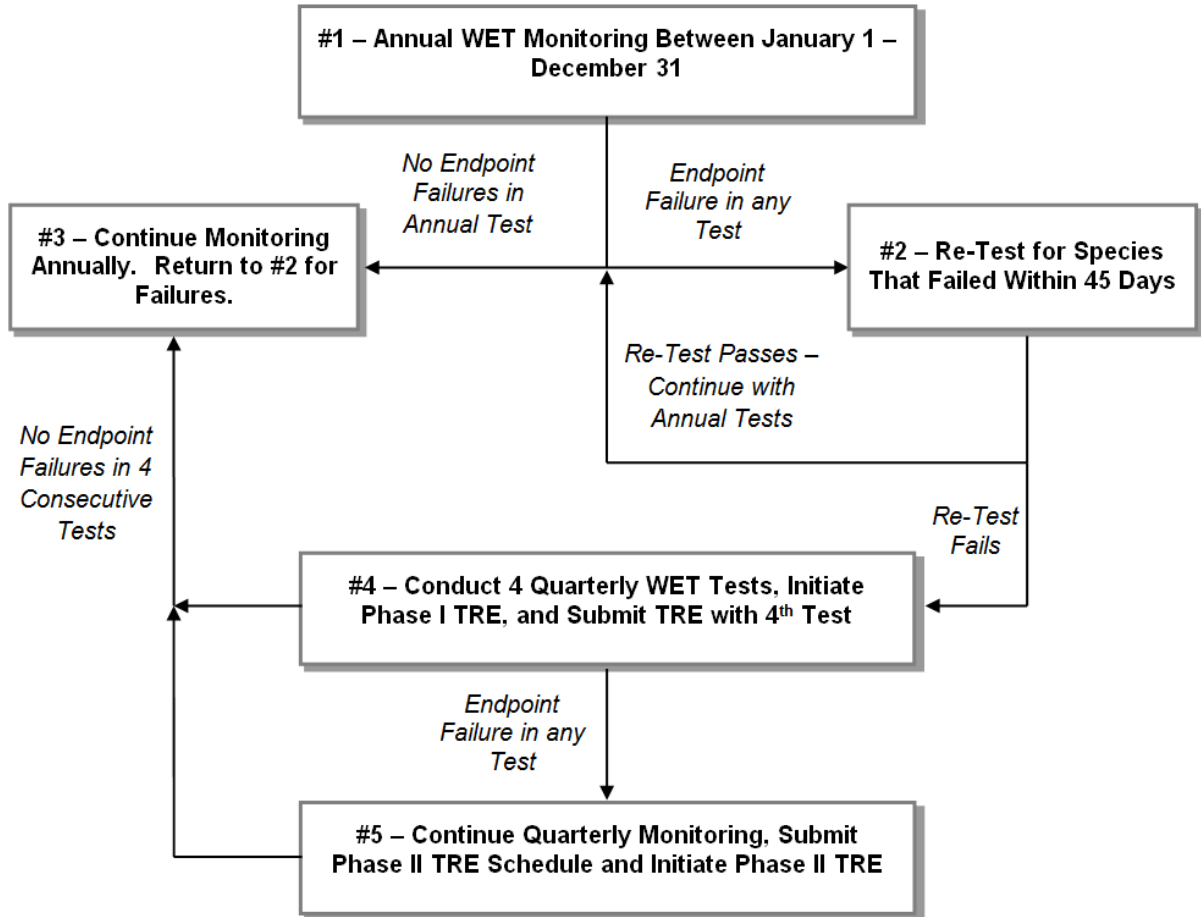 #1 – Annual WET Monitoring Between January 1 –
December 31
No Endpoint
Failures in
Annual Test
Endpoint
Failure in any
Test
#3 – Continue Monitoring
Annually.   Return to #2 for
Failures.
#2 – Re-Test for Species
That Failed Within 45 Days
Re-Test Passes –
Continue with
Annual Tests
No Endpoint
Failures in 4
Consecutive
Tests
Re-Test
Fails
#4 – Conduct 4 Quarterly WET Tests, Initiate
Phase I TRE, and Submit TRE with 4th Test
Endpoint
Failure in any
Test
#5 – Continue Quarterly Monitoring, Submit
Phase II TRE Schedule and Initiate Phase II TRE